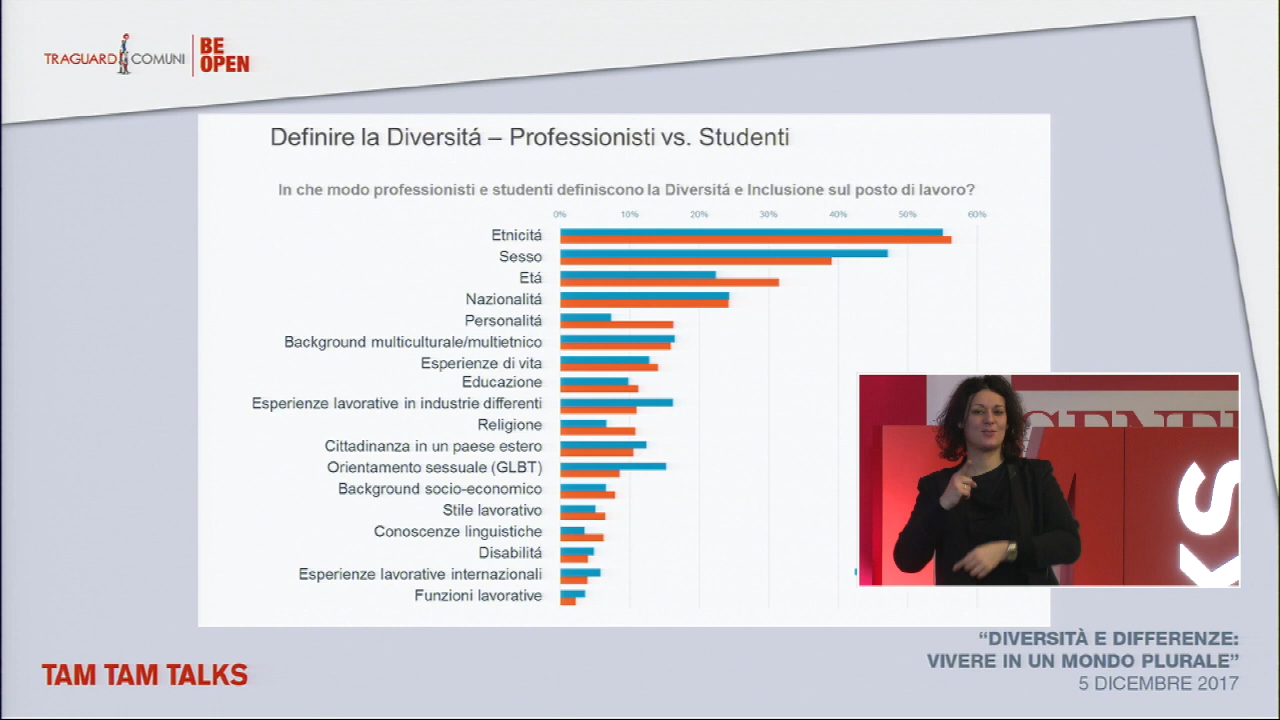 TRAGUARDI COMUNI
BE
OPEN
Definire la Diversitá – Professionisti vs. Studenti
In che modo professionisti e studenti definiscono la Diversitá e Inclusione sul posto di lavoro?
0% 10% 20% 30% 40% 50% 60%
Etnicitá
Sesso
Etá
Nazionalitá
Personalitá
Background multiculturale/multietnico
Esperienze di vita
Educazione
Esperienze lavorative in industrie differenti
Religione
Cittadinanza in un paese estero
Orientamento sessuale (GLBT)
Background socio-economico
Stile lavorativo
Conoscenze linguistiche
Disabilitá
Esperienze lavorative internazionali
Funzioni lavorative
KS
TAM TAM TALKS
“DIVERSITÀ E DIFFERENZE:
VIVERE IN UN MONDO PLURALE”
5 DICEMBRE 2017